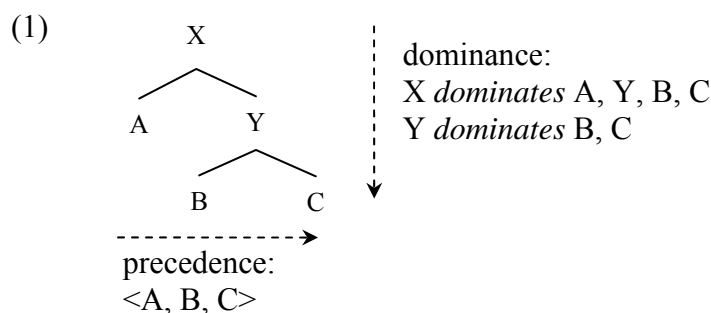 (1)
X
A Y
B C
dominance:
X dominates A, Y, B, C
Y dominates B, C
precedence:
<A, B, C>